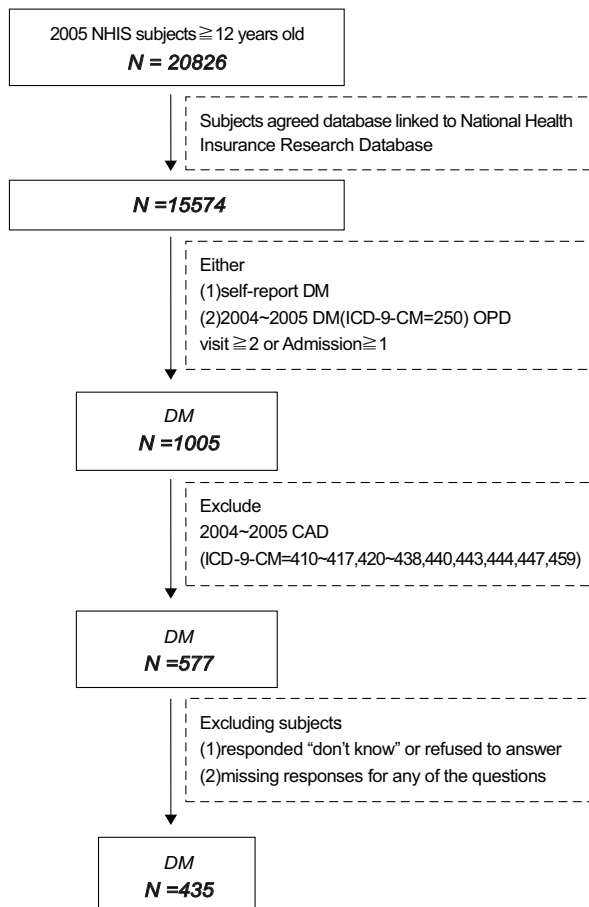 2005 NHIS subjects≧12 years old
N = 20826
Subjects agreed database linked to National Health
Insurance Research Database
N =15574
Either
(1)self-report DM
(2)2004~2005 DM(ICD-9-CM=250) OPD
visit ≧2 or Admission≧1
DM
N =1005
Exclude
2004~2005 CAD
(ICD-9-CM=410~417,420~438,440,443,444,447,459)
DM
N =577
Excluding subjects
(1)responded “don’t know” or refused to answer
(2)missing responses for any of the questions
DM
N =435